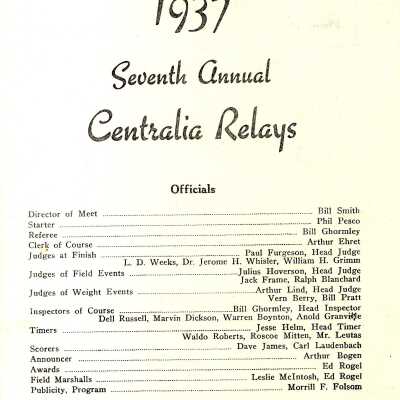 1937
Seventh Annual
Centralia Relays
Officials
Director of Meet Bill Smith
Starter Phil Pesco
Referee Bill Ghormley
Clerk of Course Arthur Ehret
Judges at Finish Paul Furgeson, Head Judge
L. D. Weeks, Dr. Jerome H. Whisler, William H. Grimm
Judges of Field Events Julius Hoverson, Head Judge
Jack Frame, Ralph Blanchard
Judges of Weight Events Arthur Lind, Head Judge
Vern Berry, Bill Pratt
Inspectors of Course Bill Ghormley, Head Inspector
Dell Russell, Marvin Dickson, Warren Boynton, Anold Granville
Timers Jesse Helm, Head Timer
Waldo Roberts, Roscoe Mitten, Mr. Leutas
Scorers Dave James, Carl Laudenbach
Announcer Arthur Bogen
Awards Ed Rogel
Field Marshalls Leslie McIntosh, Ed Rogel
Publicity, Program Morrill F. Folsom